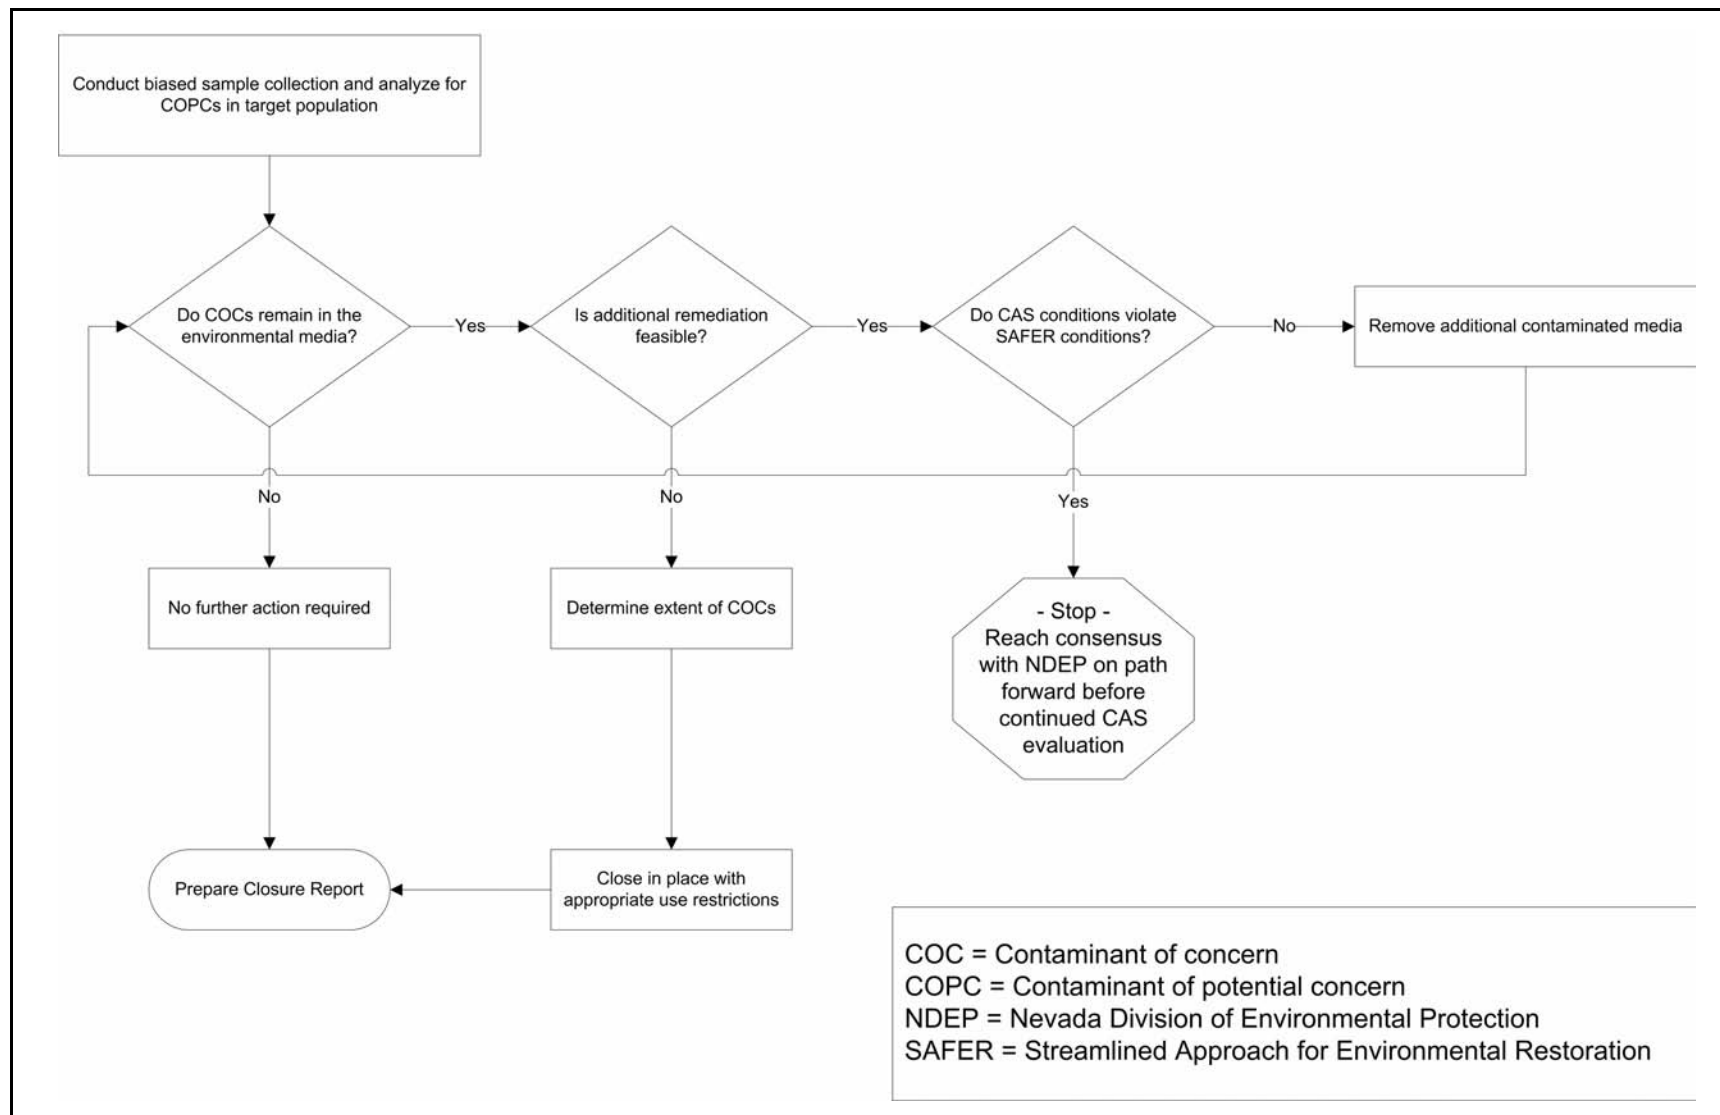 Conduct biased sample collection and analyze for
COPCs in target population
Do COCs remain in the
environmental media?
Yes
Is additional remediation
feasible?
Yes
Do CAS conditions violate
SAFER conditions?
No
Remove additional contaminated media
No
No
Yes
No further action required
Determine extent of COCs
- Stop -
Reach consensus
with NDEP on path
forward before
continued CAS
evaluation
Prepare Closure Report
Close in place with
appropriate use restrictions
COC = Contaminant of concern
COPC = Contaminant of potential concern
NDEP = Nevada Division of Environmental Protection
SAFER = Streamlined Approach for Environmental Restoration